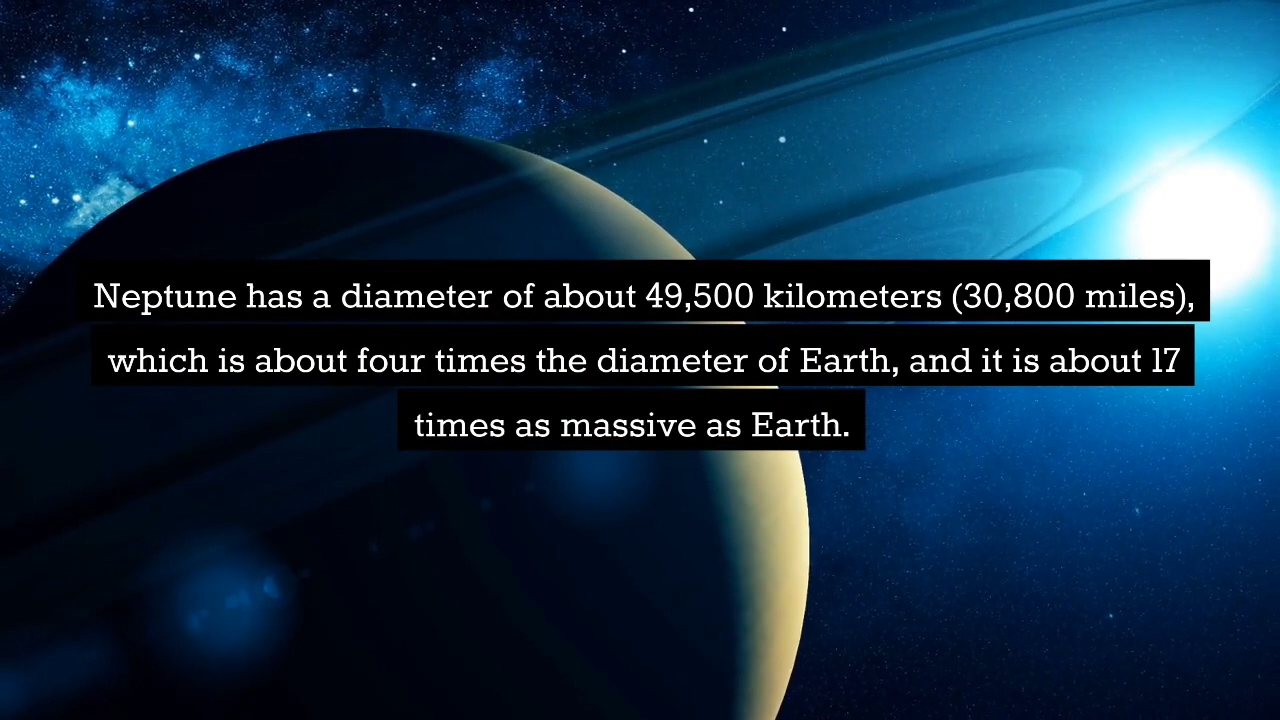 Neptune has a diameter of about 49,500 kilometers (30,800 miles),
which is about four times the diameter of Earth, and it is about 17
times as massive as Earth.